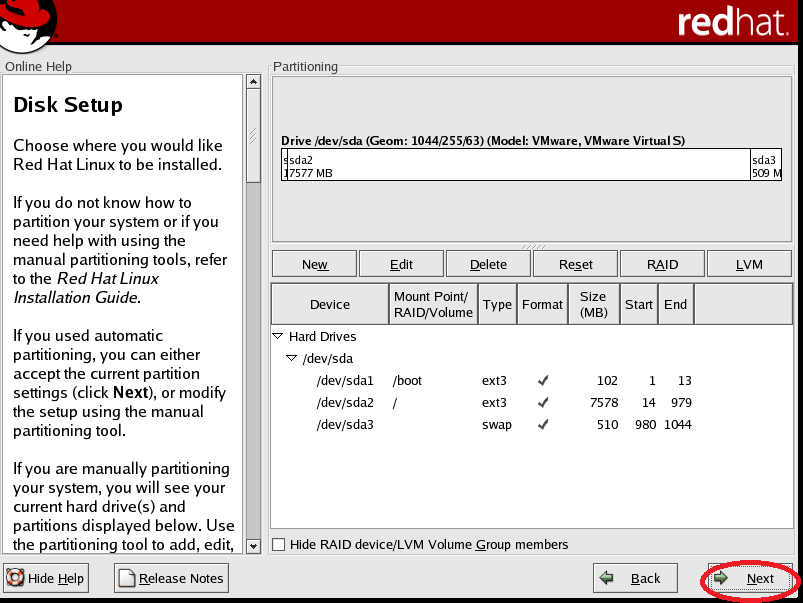 redhat.
Online Help
Disk Setup
Choose where you would like
Red Hat Linux to be installed.
If you do not know how to
partition your system or if you
need help with using the
manual partitioning tools, refer
to the Red Hat Linux
Installation Guide.
If you used automatic
partitioning, you can either
accept the current partition
settings (click Next), or modify
the setup using the manual
partitioning tool.
If you are manually partitioning
your system, you will see your
current hard drive(s) and
partitions displayed below. Use
the partitioning tool to add, edit,
Partitioning
Drive /dev/sda (Geom: 1044/255/63) (Model: VMware, VMware Virtual S)
s sda2 sda3
17577 MB 509 M
New Edit Delete Reset RAID LVM
Device Mount Point/ RAID/Volume Type Format Size (MB) Start End
Hard Drives
/dev/sda
/dev/sda1 /boot ext3 ✓ 102 1 13
/dev/sda2 / ext3 ✓ 7578 14 979
/dev/sda3 swap ✓ 510 980 1044
Hide RAID device/LVM Volume Group members
Hide Help Release Notes Back Next